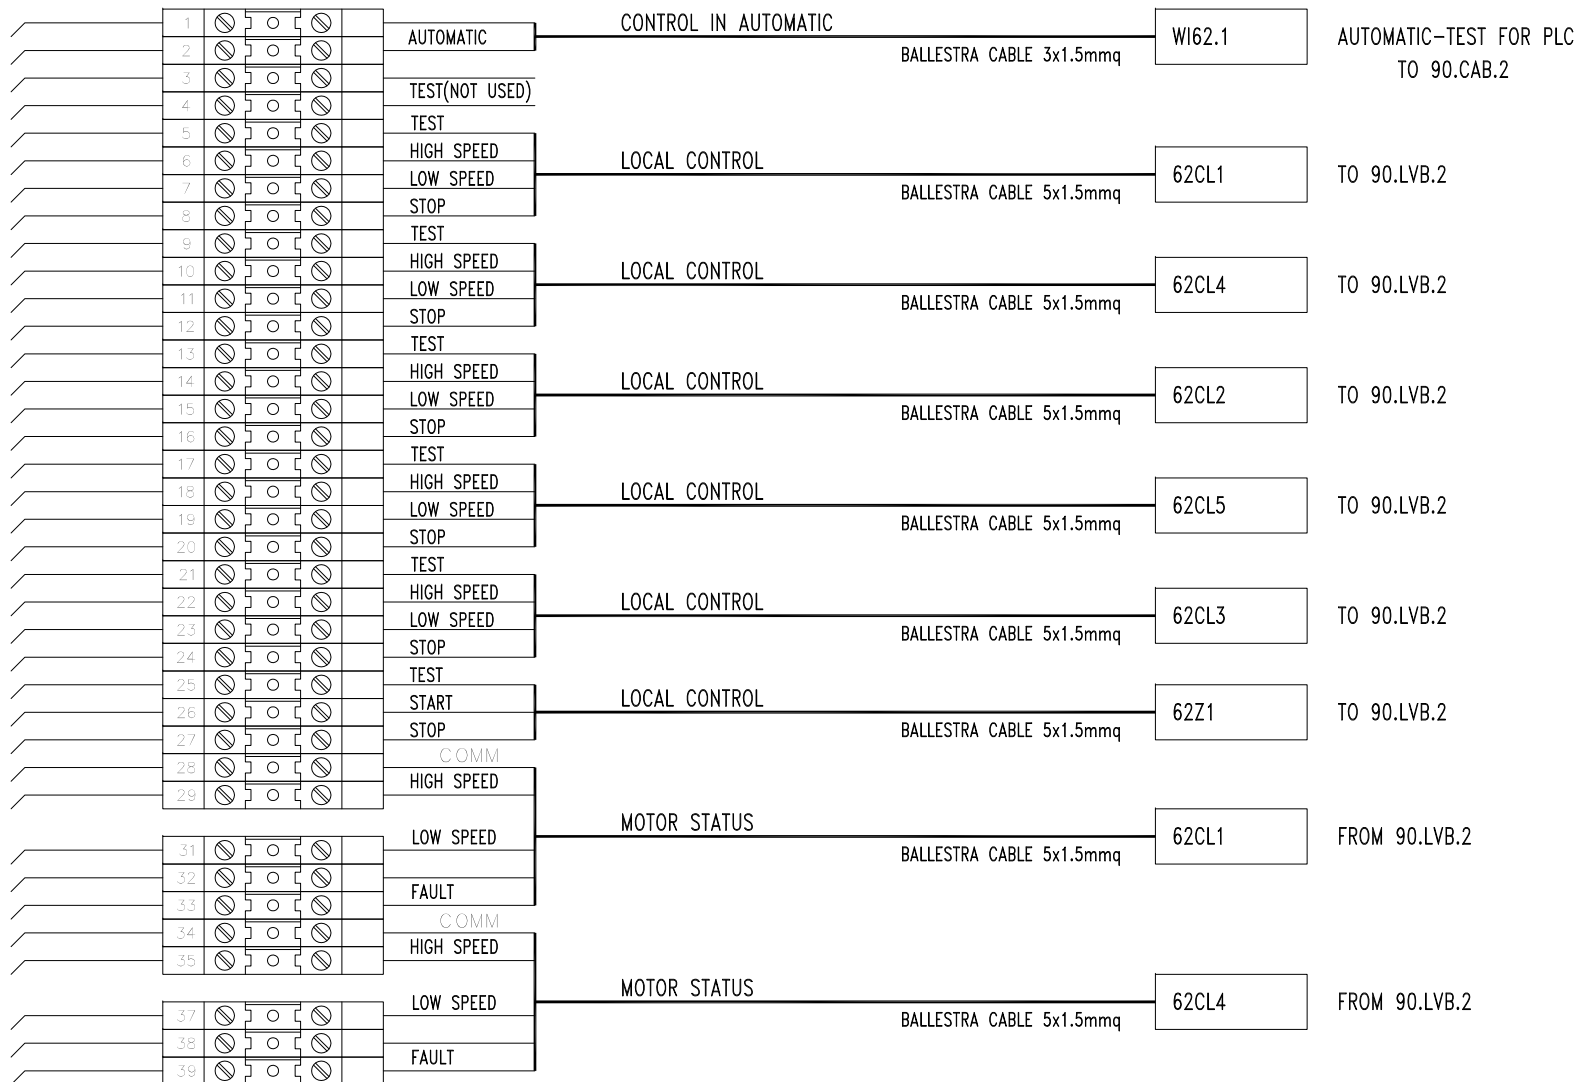 1
CONTROL IN AUTOMATIC
AUTOMATIC
WI62.1
AUTOMATIC-TEST FOR PLC
2
BALLESTRA CABLE 3x1.5mmq
TO 90.CAB.2
3
TEST(NOT USED)
4
TEST
5
HIGH SPEED
6
LOCAL CONTROL
LOW SPEED
62CL1
TO 90.LVB.2
7
BALLESTRA CABLE 5x1.5mmq
STOP
8
TEST
9
HIGH SPEED
10
LOCAL CONTROL
LOW SPEED
62CL4
TO 90.LVB.2
11
BALLESTRA CABLE 5x1.5mmq
STOP
12
TEST
13
HIGH SPEED
14
LOCAL CONTROL
LOW SPEED
62CL2
TO 90.LVB.2
15
BALLESTRA CABLE 5x1.5mmq
STOP
16
TEST
17
HIGH SPEED
18
LOCAL CONTROL
LOW SPEED
62CL5
TO 90.LVB.2
19
BALLESTRA CABLE 5x1.5mmq
STOP
20
TEST
21
HIGH SPEED
22
LOCAL CONTROL
LOW SPEED
62CL3
TO 90.LVB.2
23
BALLESTRA CABLE 5x1.5mmq
STOP
24
TEST
25
START
LOCAL CONTROL
26
62Z1
TO 90.LVB.2
STOP
BALLESTRA CABLE 5x1.5mmq
27
COMM
28
HIGH SPEED
29
MOTOR STATUS
LOW SPEED
62CL1
FROM 90.LVB.2
31
BALLESTRA CABLE 5x1.5mmq
32
FAULT
33
COMM
34
HIGH SPEED
35
MOTOR STATUS
LOW SPEED
62CL4
FROM 90.LVB.2
37
BALLESTRA CABLE 5x1.5mmq
38
FAULT
39